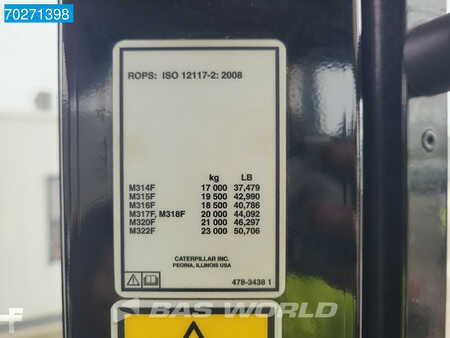 70271398
ROPS: ISO 12117-2: 2008
kg LB
M314F 17 000 37,479
M315F 19 500 42,990
M316F 18 500 40,786
M317F, M318F 20 000 44,092
M320F 21 000 46,297
M322F 23 000 50,706
CATERPILLAR INC.
PEORIA, ILLINOIS USA
478-3438 1
BAS WORLD